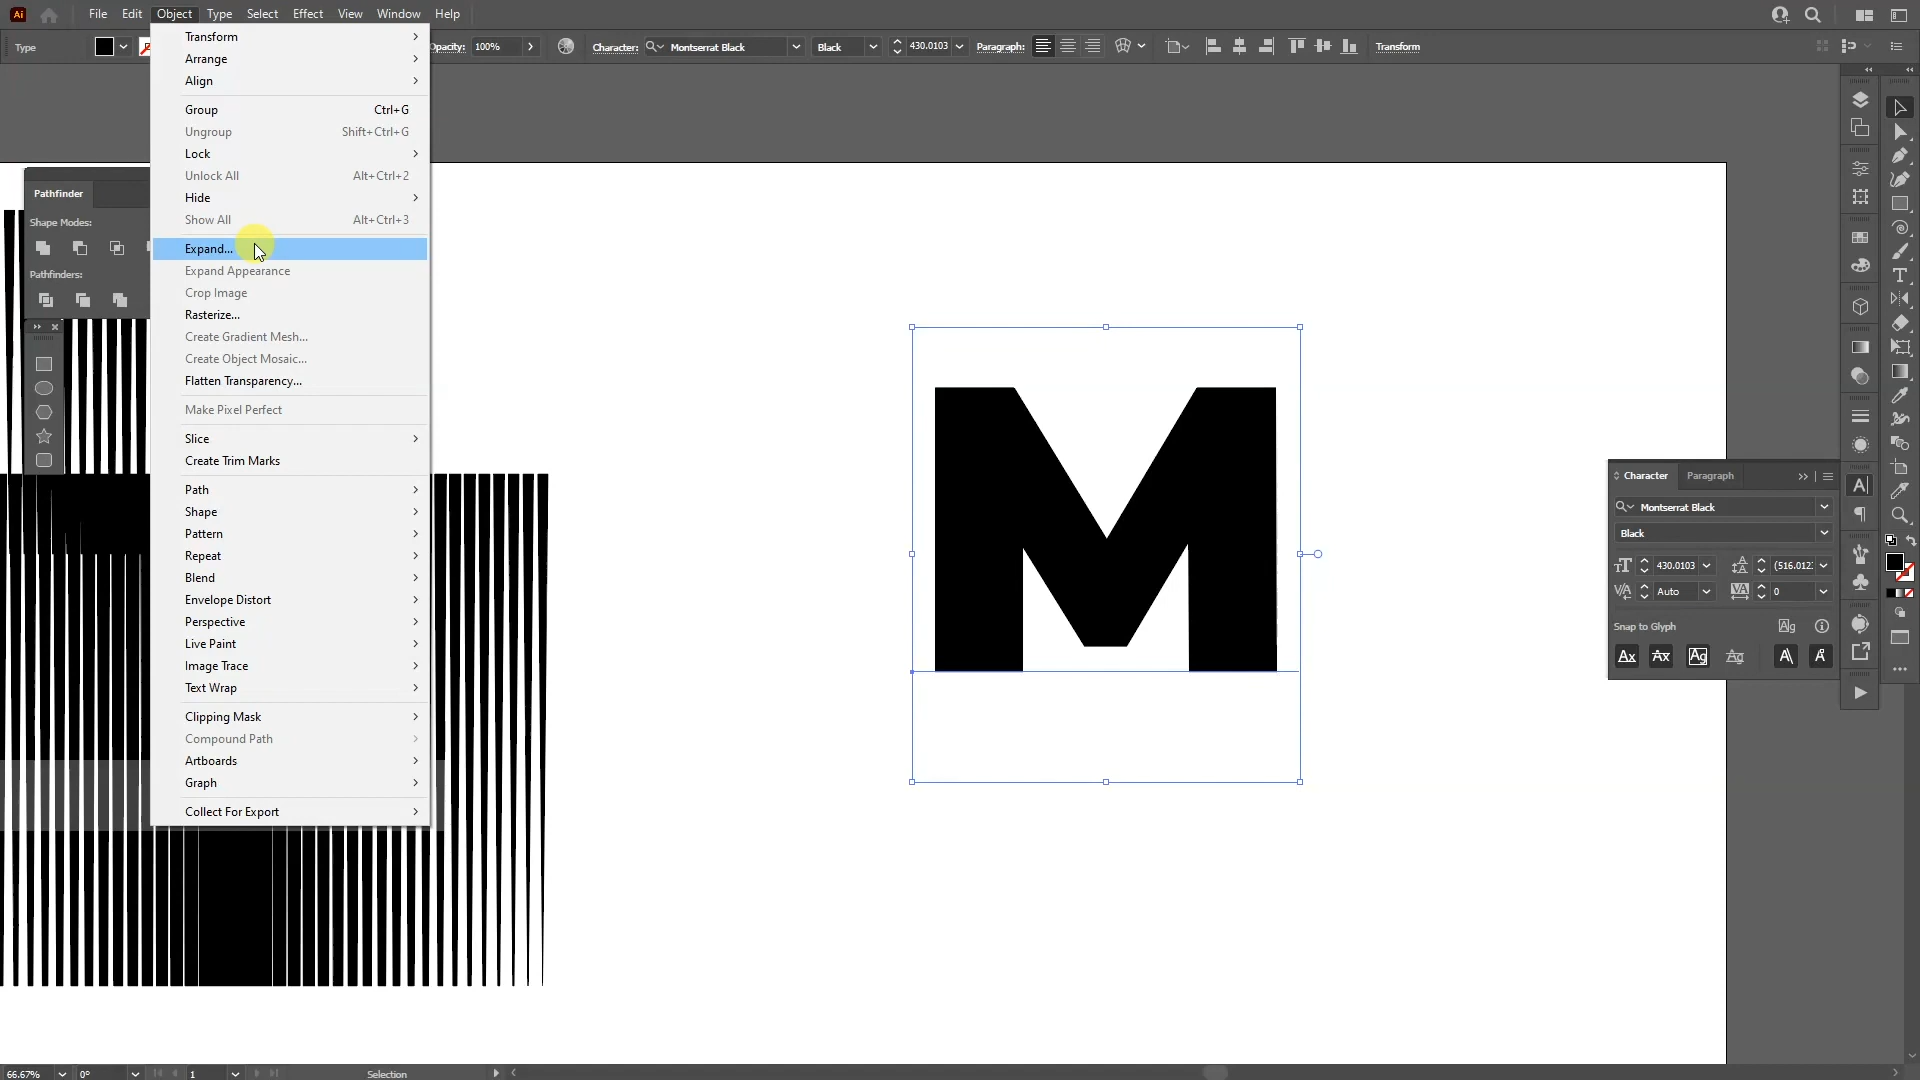 Ai File Edit Object Type Select Effect View Window Help
Type Opacity: 100% Character: Montserrat Black Black 430.0103 Paragraph: Transform
Transform
Arrange
Align
Group Ctrl+G
Ungroup Shift+Ctrl+G
Lock
Unlock All Alt+Ctrl+2
Hide
Show All Alt+Ctrl+3
Expand...
Expand Appearance
Crop Image
Rasterize...
Create Gradient Mesh...
Create Object Mosaic...
Flatten Transparency...
Make Pixel Perfect
Slice
Create Trim Marks
Path
Shape
Pattern
Repeat
Blend
Envelope Distort
Perspective
Live Paint
Image Trace
Text Wrap
Clipping Mask
Compound Path
Artboards
Graph
Collect For Export
Pathfinder
Shape Modes:
Pathfinders:
M
Character Paragraph
Montserrat Black
Black
430.0103 (516.012
Auto 0
Snap to Glyph
66.67% 0° 1 Selection